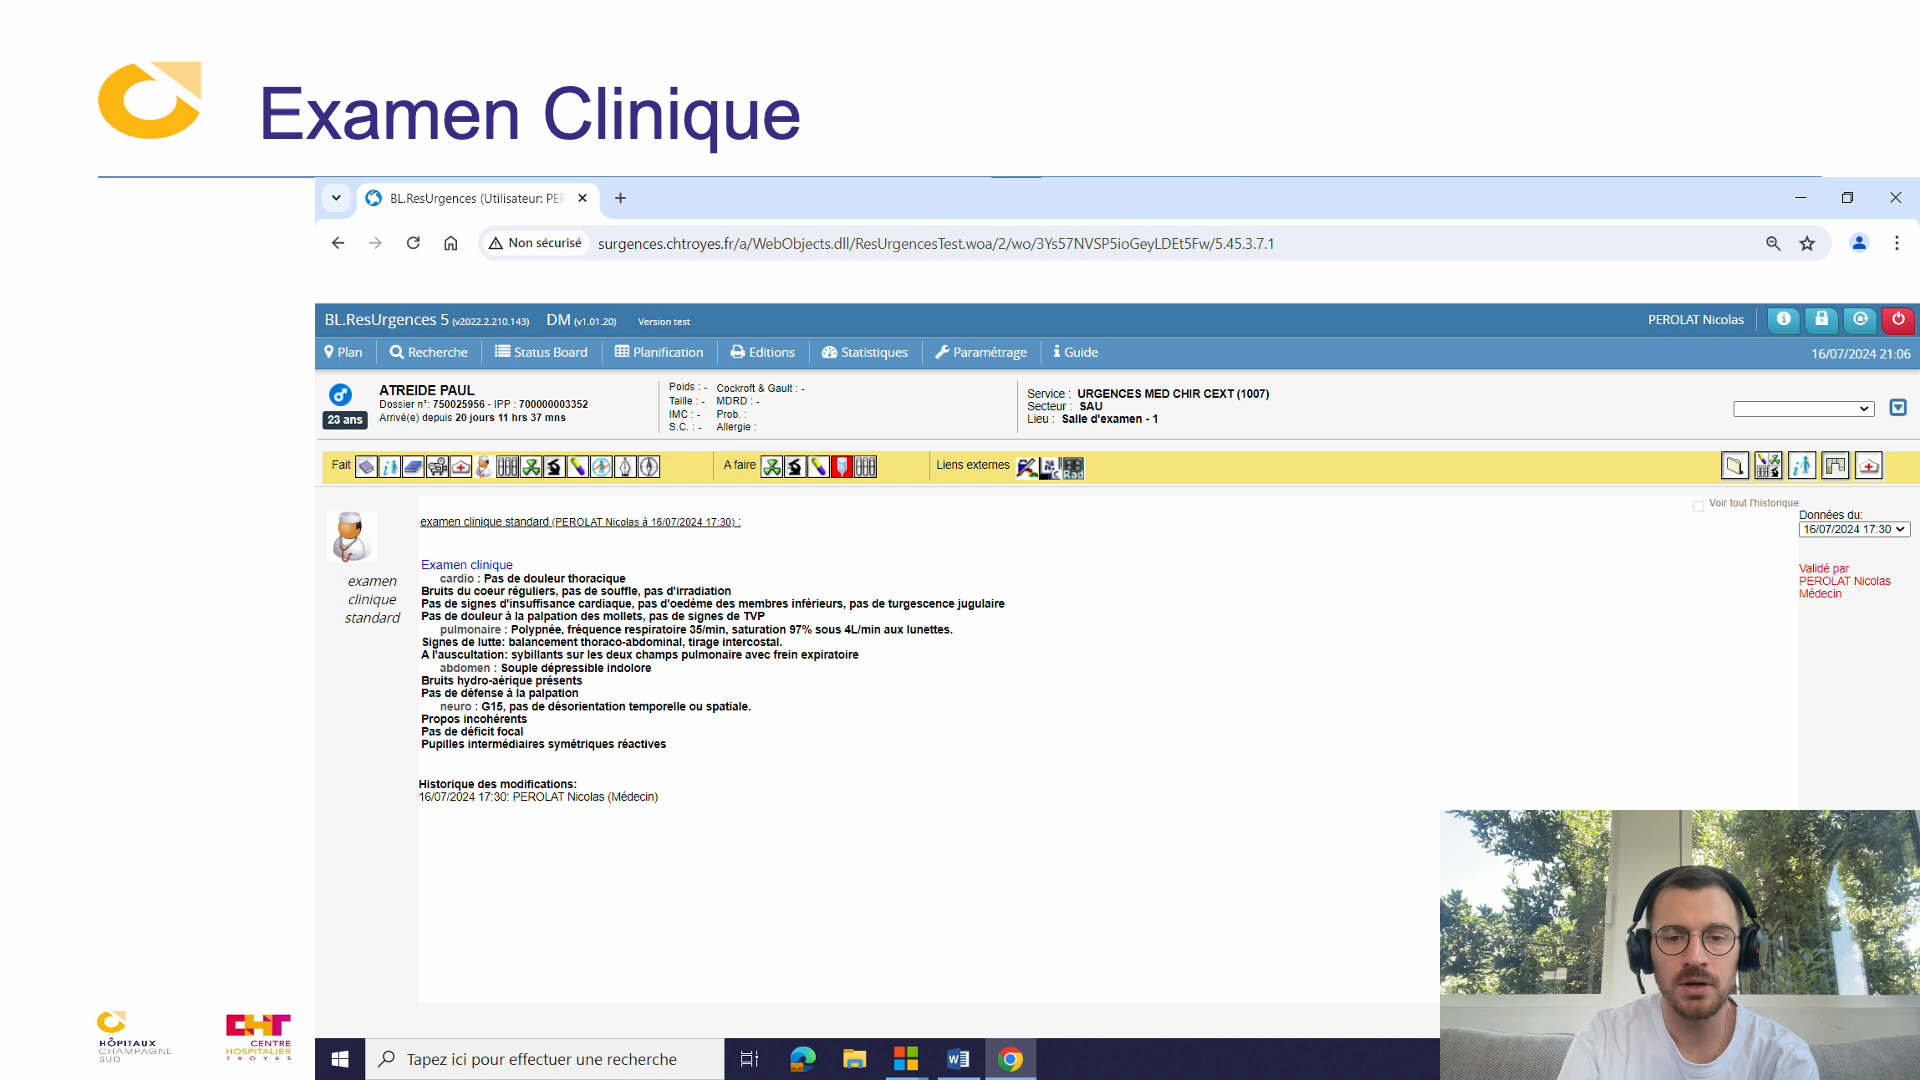 Examen Clinique
BL.ResUrgences (Utilisateur: PEF
Non sécurisé
surgences.chtroyes.fr/a/WebObjects.dll/ResUrgencesTest.woa/2/wo/3Ys57NVSP5ioGeyLDEt5Fw/5.45.3.7.1
BL.ResUrgences 5 (v2022.2.210.143) DM (v1.01.20) Version test
PEROLAT Nicolas
Plan Recherche Status Board Planification Editions Statistiques Paramétrage Guide
16/07/2024 21:06
23 ans
ATREIDE PAUL
Dossier n°: 750025956 - IPP : 700000003352
Arrivé(e) depuis 20 jours 11 hrs 37 mns
Poids : - Cockroft & Gault : -
Taille : - MDRD : -
IMC : - Prob. :
S.C. : - Allergie :
Service : URGENCES MED CHIR CEXT (1007)
Secteur : SAU
Lieu : Salle d'examen - 1
Fait
A faire
Liens externes
Rad
examen clinique standard
examen clinique standard (PEROLAT Nicolas à 16/07/2024 17:30) :
Voir tout l'historique
Données du:
16/07/2024 17:30
Validé par
PEROLAT Nicolas
Médecin
Examen clinique
cardio : Pas de douleur thoracique
Bruits du coeur réguliers, pas de souffle, pas d'irradiation
Pas de signes d'insuffisance cardiaque, pas d'oedème des membres inférieurs, pas de turgescence jugulaire
Pas de douleur à la palpation des mollets, pas de signes de TVP
pulmonaire : Polypnée, fréquence respiratoire 35/min, saturation 97% sous 4L/min aux lunettes.
Signes de lutte: balancement thoraco-abdominal, tirage intercostal.
A l'auscultation: sybillants sur les deux champs pulmonaire avec frein expiratoire
abdomen : Souple dépressible indolore
Bruits hydro-aérique présents
Pas de défense à la palpation
neuro : G15, pas de désorientation temporelle ou spatiale.
Propos incohérents
Pas de déficit focal
Pupilles intermédiaires symétriques réactives
Historique des modifications:
16/07/2024 17:30: PEROLAT Nicolas (Médecin)
HÔPITAUX
CHAMPAGNE
SUD
CHT
CENTRE
HOSPITALIER
TROYES
Tapez ici pour effectuer une recherche